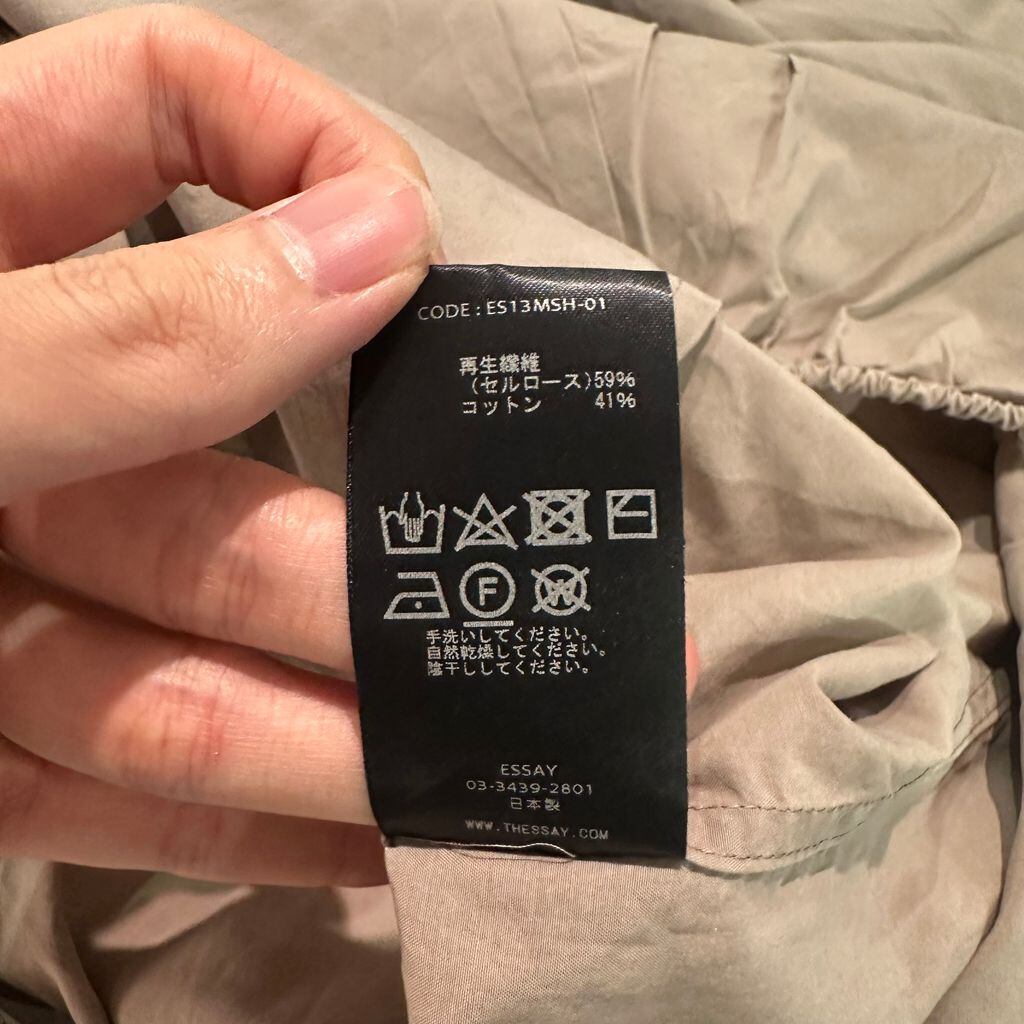 CODE : ES13MSH-01
再生繊維
(セルロース)59%
コットン 41%
F W
手洗いしてください。
自然乾燥してください。
陰干ししてください。
ESSAY
03-3439-2801
日本製
WWW.THESSAY.COM